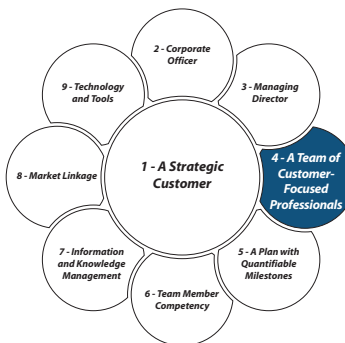 2 - Corporate
Officer
3 - Managing
Director
4 - A Team of
Customer-
Focused
Professionals
5 - A Plan with
Quantifiable
Milestones
6 - Team Member
Competency
7 - Information
and Knowledge
Management
8 - Market Linkage
9 - Technology
and Tools
1 - A Strategic
Customer